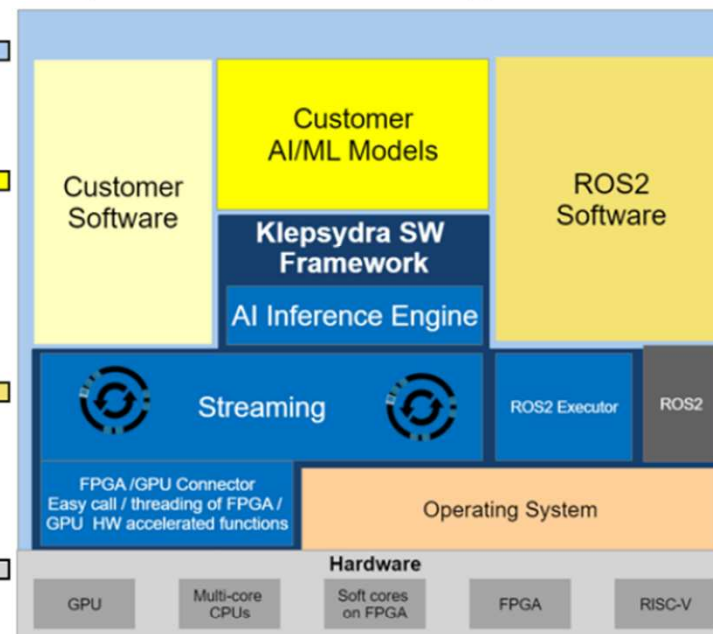 Customer
AI/ML Models
Customer
Software
ROS2
Software
Klepsydra SW
Framework
AI Inference Engine
Streaming
ROS2 Executor
ROS2
FPGA /GPU Connector
Easy call / threading of FPGA /
GPU HW accelerated functions
Operating System
Hardware
GPU
Multi-core
CPUs
Soft cores
on FPGA
FPGA
RISC-V